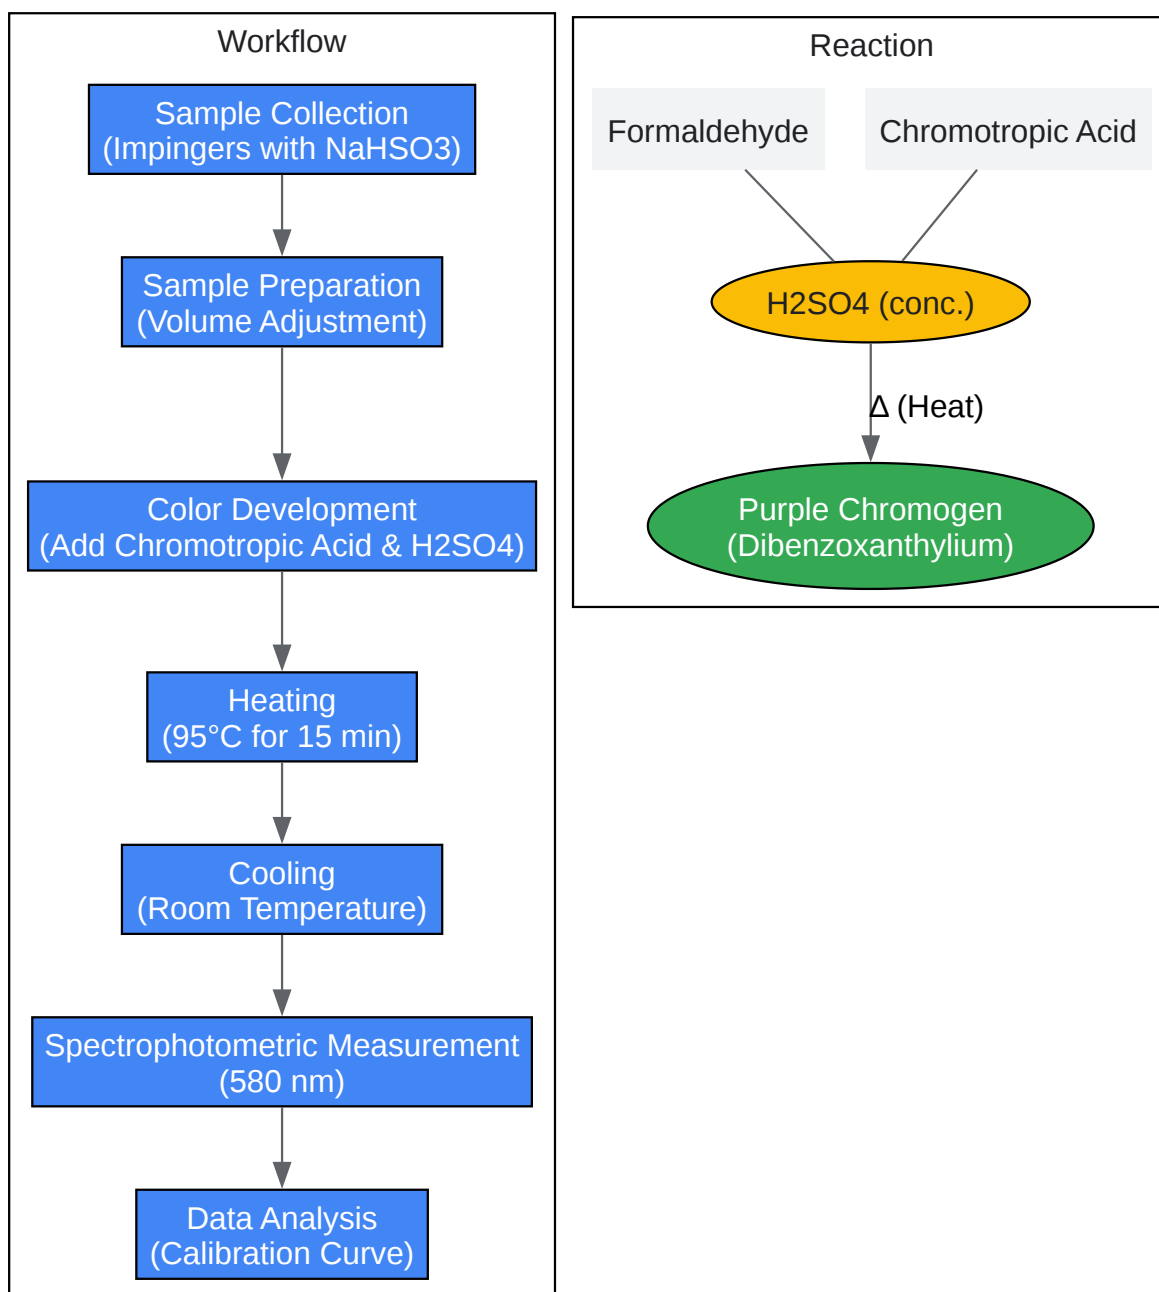 Workflow
Sample Collection
(Impingers with NaHSO3)
Sample Preparation
(Volume Adjustment)
Color Development
(Add Chromotropic Acid & H2SO4)
Heating
(95°C for 15 min)
Cooling
(Room Temperature)
Spectrophotometric Measurement
(580 nm)
Data Analysis
(Calibration Curve)
Reaction
Formaldehyde
Chromotropic Acid
H2SO4 (conc.)
Δ (Heat)
Purple Chromogen
(Dibenzoxanthylium)